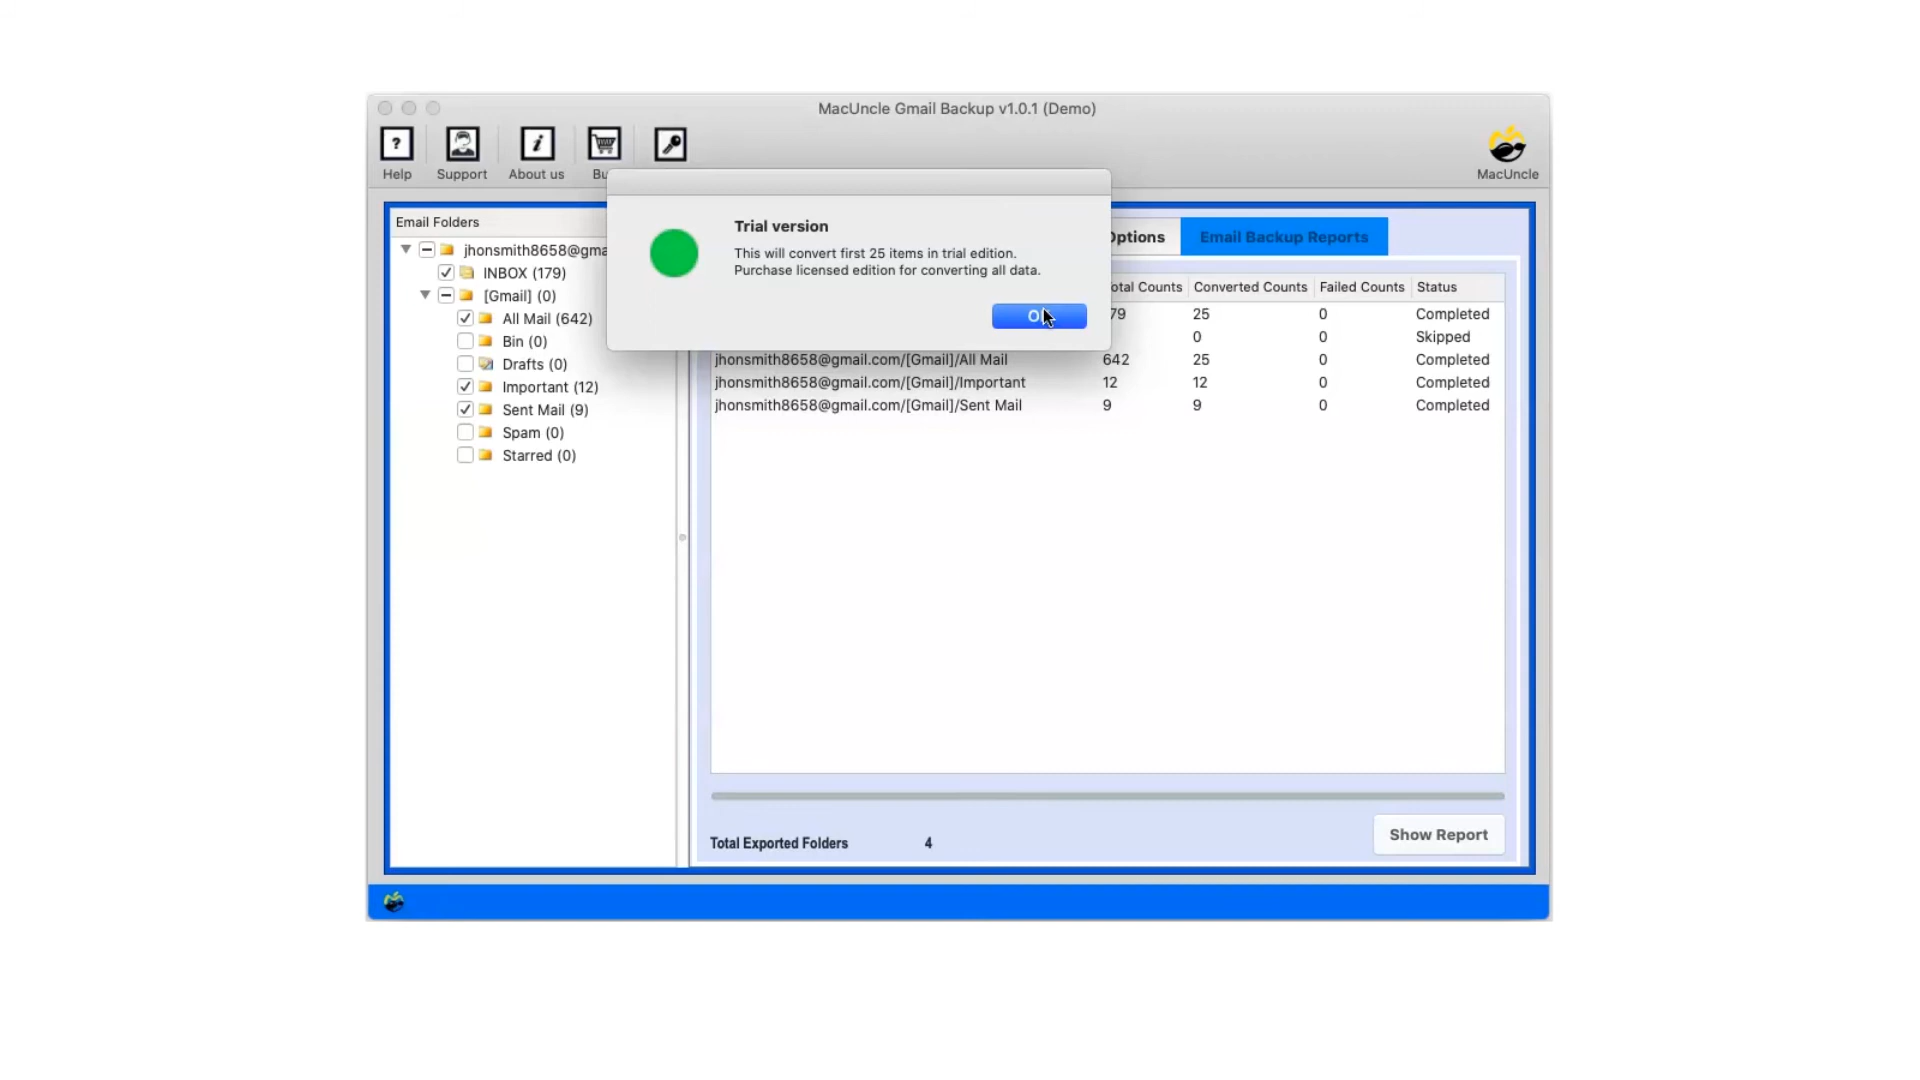 MacUncle Gmail Backup v1.0.1 (Demo)
?
i
Help
Support
About us
MacUncle
Email Folders
jhonsmith8658@gma
INBOX (179)
[Gmail] (0)
All Mail (642)
Bin (0)
Drafts (0)
Important (12)
Sent Mail (9)
Spam (0)
Starred (0)
Trial version
This will convert first 25 items in trial edition.
Purchase licensed edition for converting all data.
Options
Email Backup Reports
Total Counts Converted Counts Failed Counts Status
79 25 0 Completed
0 0 Skipped
jhonsmith8658@gmail.com/[Gmail]/All Mail 642 25 0 Completed
jhonsmith8658@gmail.com/[Gmail]/Important 12 12 0 Completed
jhonsmith8658@gmail.com/[Gmail]/Sent Mail 9 9 0 Completed
Total Exported Folders 4
Show Report